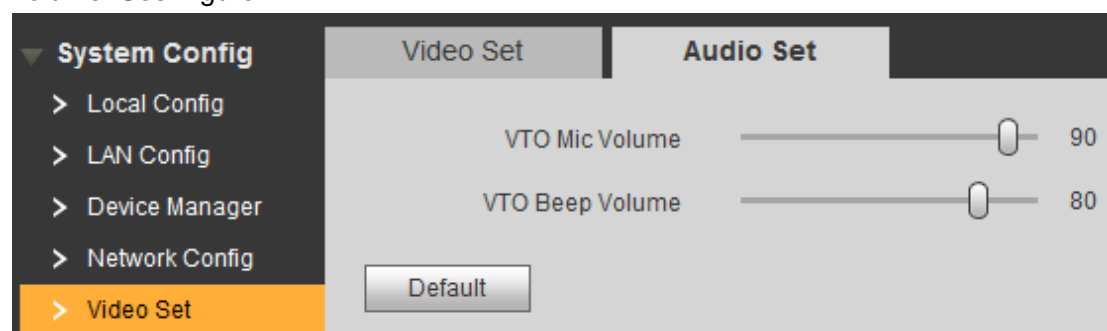 System Config
Local Config
LAN Config
Device Manager
Network Config
Video Set
Video Set
Audio Set
VTO Mic Volume 90
VTO Beep Volume 80
Default